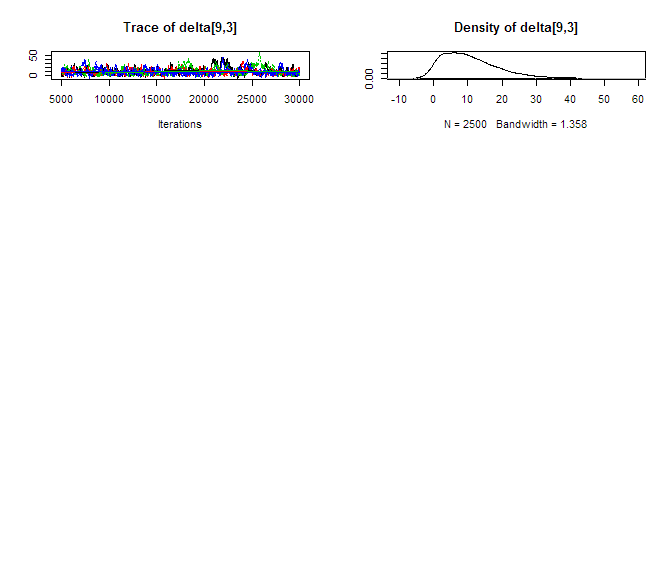 Trace of delta[9,3]
50
0
5000 10000 15000 20000 25000 30000
Iterations
Density of delta[9,3]
0.00
-10 0 10 20 30 40 50 60
N = 2500 Bandwidth = 1.358